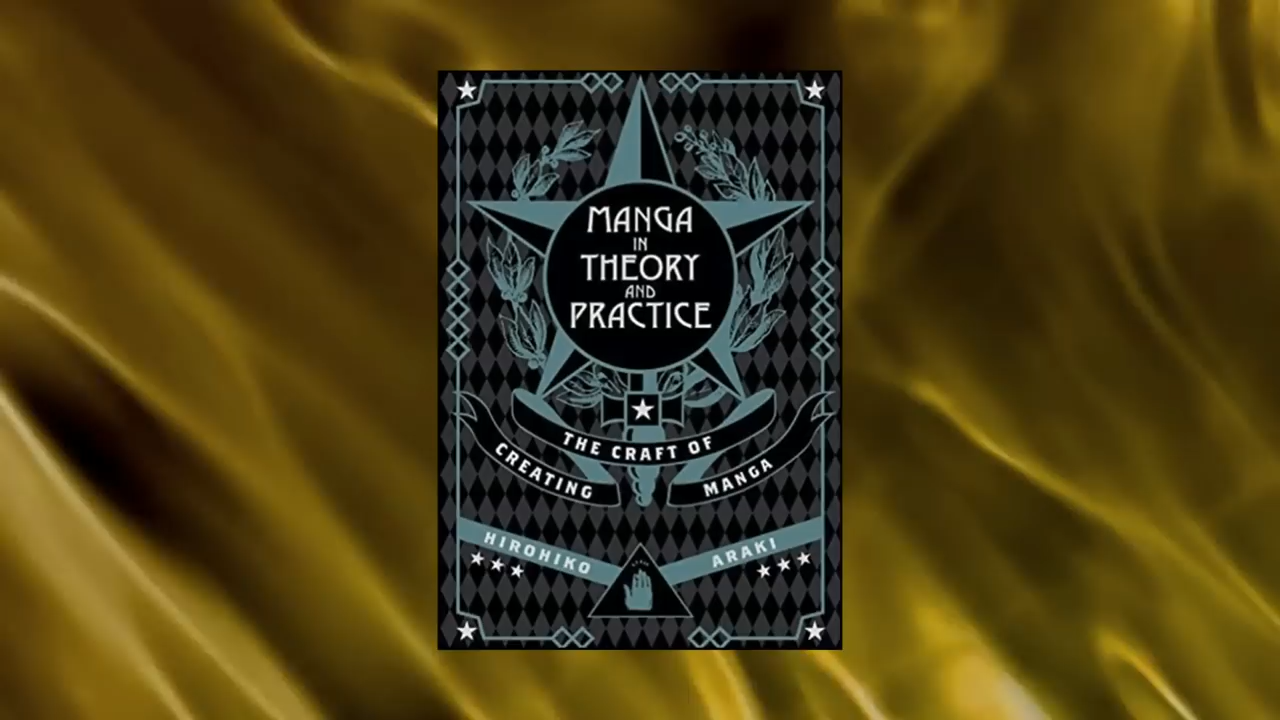 MANGA
IN
THEORY
AND
PRACTICE
THE CRAFT OF
CREATING MANGA
HIROHIKO ARAKI